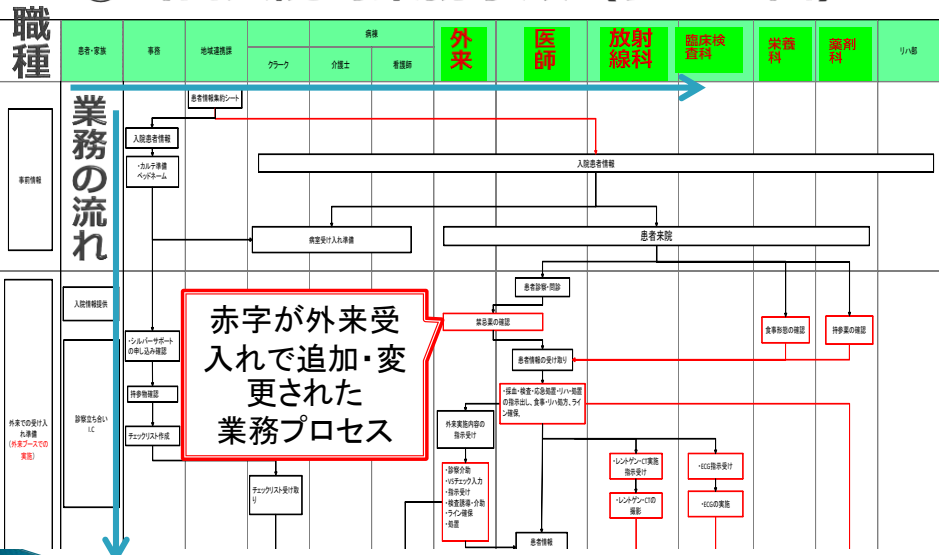 職種
患者・家族
事務
地域連携課
病棟
クラーク
介護士
看護師
外来
医師
放射線科
臨床検査科
栄養科
薬剤科
リハ部
業務の流れ
事前情報
患者情報集約シート
入院患者情報
・カルテ準備
ベッドネーム
入院患者情報
病室受け入れ準備
患者来院
外来での受け入
れ準備
(外来ブースでの
実施)
入院情報提供
患者診察・問診
禁忌薬の確認
食事形態の確認
持参薬の確認
・シルバーサポート
の申し込み確認
患者情報の受け取り
持参物確認
・採血・検査・応急処置・リハ・処置
の指示出し、食事・リハ処方、ライ
ン確保。
診察立ち合い
I.C
チェックリスト作成
外来実施内容の
指示受け
赤字が外来受
入れで追加・変
更された
業務プロセス
・診察介助
・VSチェック入力
・指示受け
・検査誘導・介助
・ライン確保
・処置
・レントゲン・CT実施
指示受け
・ECG指示受け
チェックリスト受け取
り
・レントゲン・CTの
撮影
・ECGの実施
患者情報